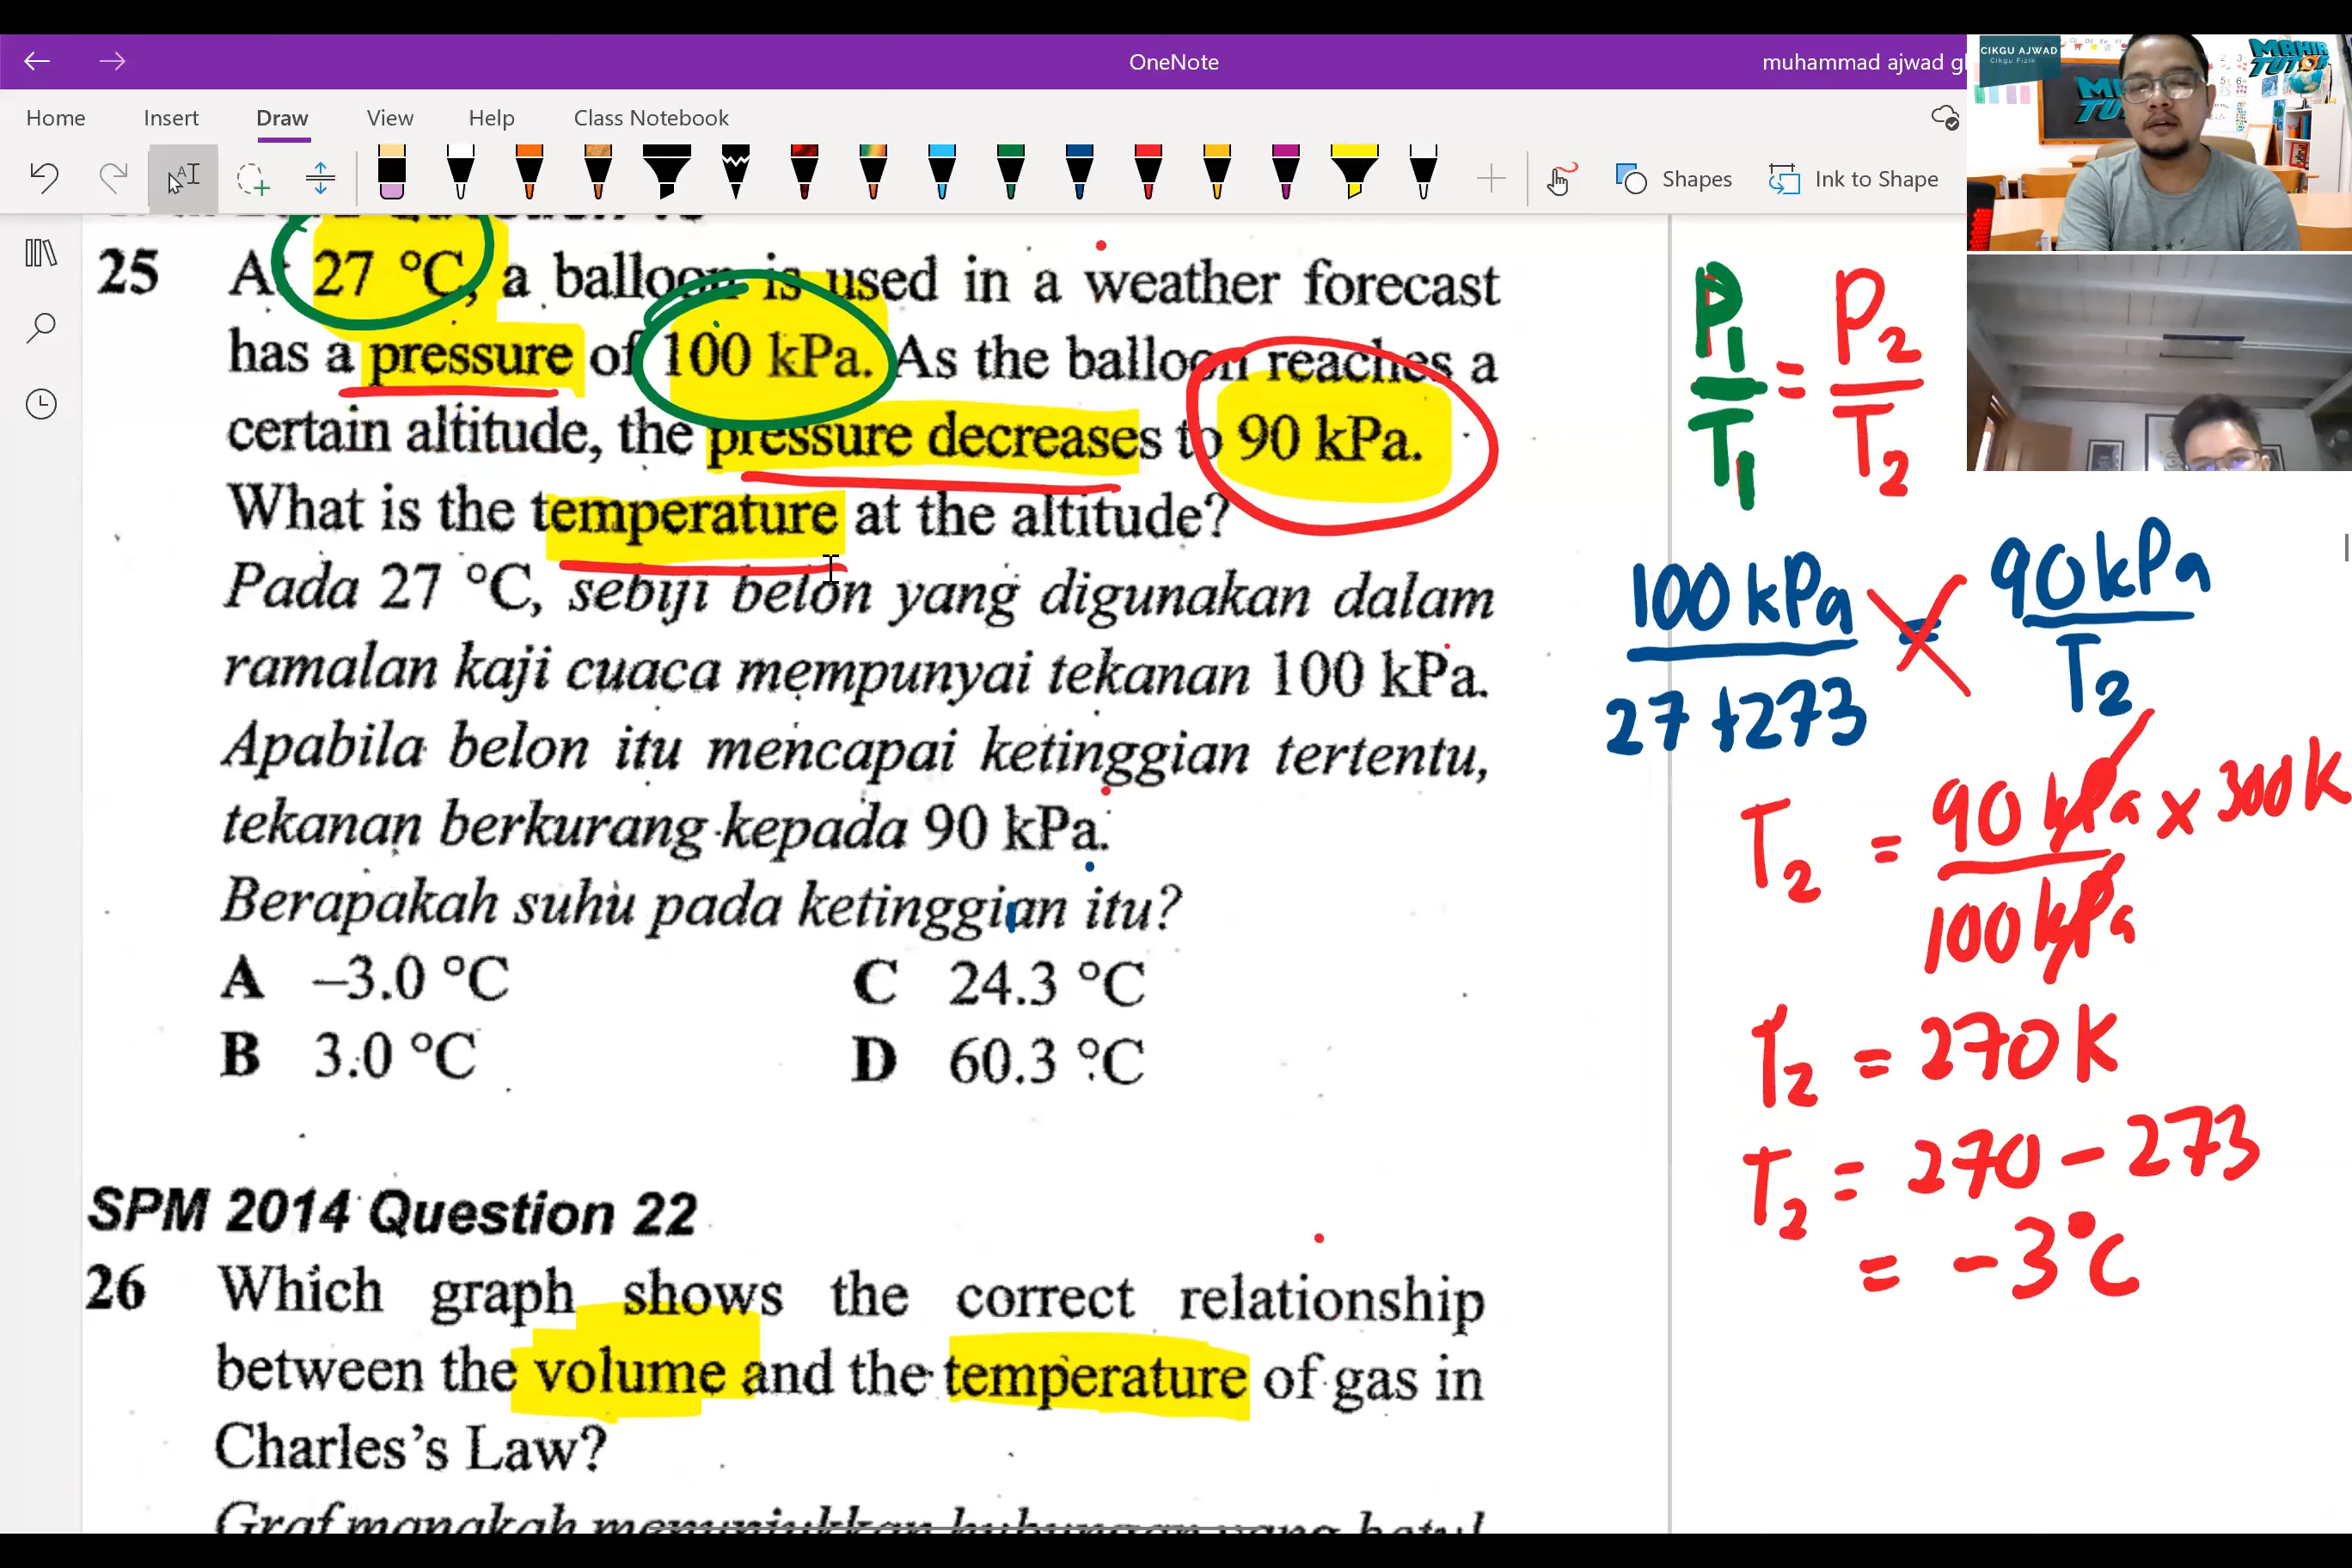 OneNote
muhammad ajwad
Home Insert Draw View Help Class Notebook
Shapes
Ink to Shape
CIKGU AJWAD
Cikgu Fizik
MAHIR
TUTOR
25 At 27 °C, a balloon is used in a weather forecast
has a pressure of 100 kPa. As the balloon reaches a
certain altitude, the pressure decreases to 90 kPa.
What is the temperature at the altitude?
Pada 27 °C, sebiji belon yang digunakan dalam
ramalan kaji cuaca mempunyai tekanan 100 kPa.
Apabila belon itu mencapai ketinggian tertentu,
tekanan berkurang kepada 90 kPa.
Berapakah suhu pada ketinggian itu?
A –3.0 °C
C 24.3 °C
B 3.0 °C
D 60.3 °C
SPM 2014 Question 22
26 Which graph shows the correct relationship
between the volume and the temperature of gas in
Charles's Law?
P1 = P2
T1 T2
100 kPa = 90 kPa
27 + 273 T2
T2 = 90 kPa x 300 K
100 kPa
T2 = 270 K
T2 = 270 – 273
= –3°C